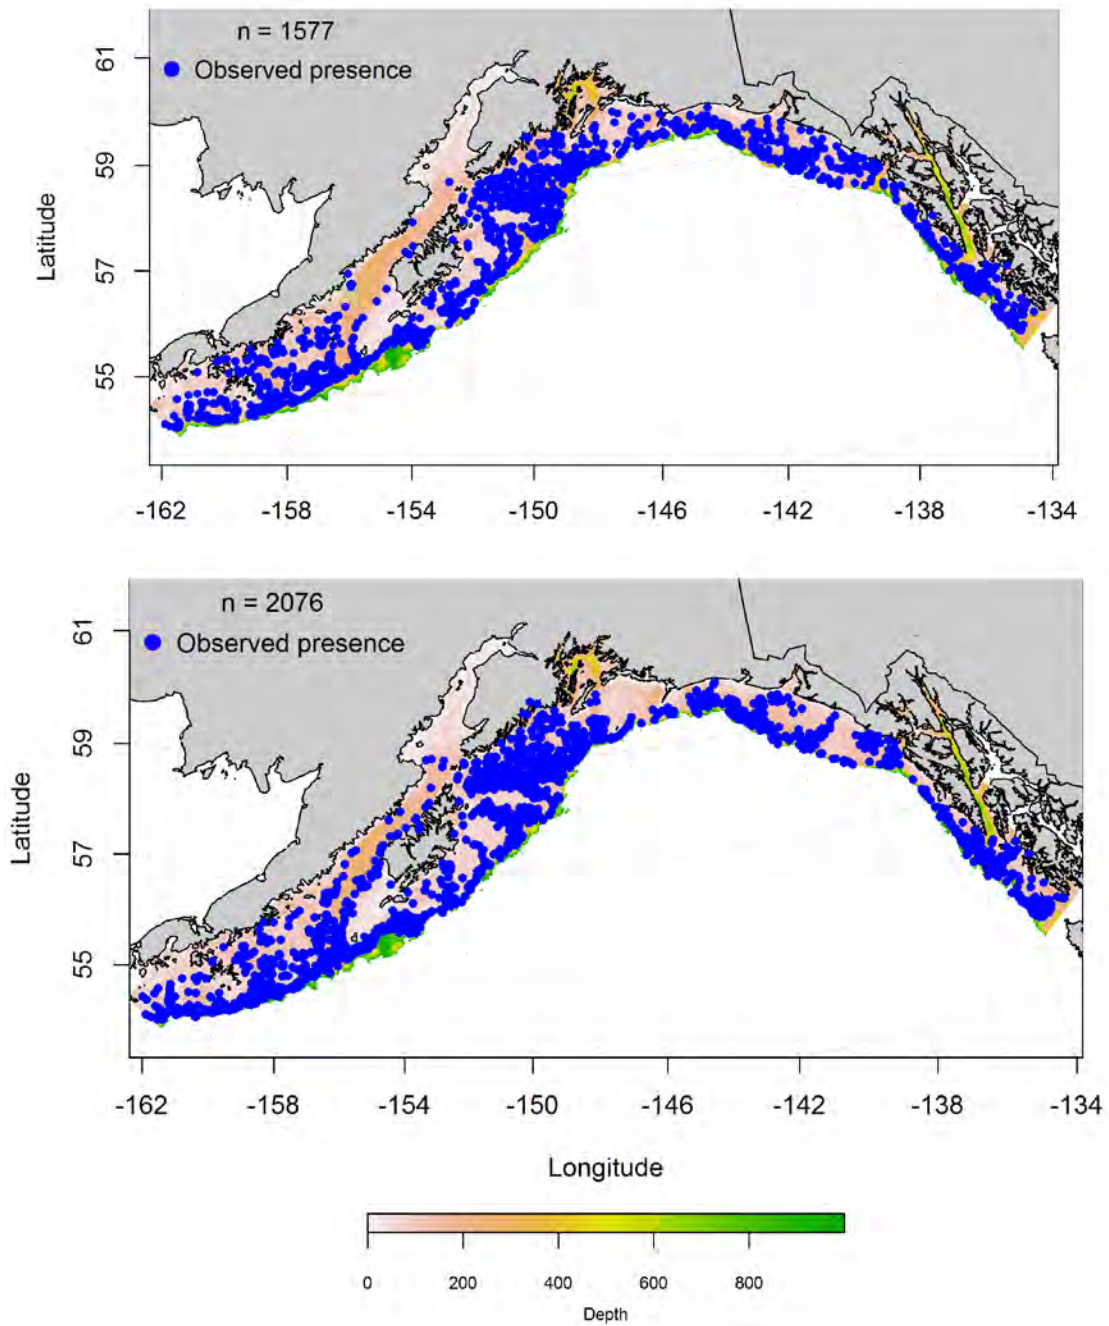 n = 1577
Observed presence
Latitude
61
59
57
55
-162 -158 -154 -150 -146 -142 -138 -134
n = 2076
Observed presence
Latitude
61
59
57
55
-162 -158 -154 -150 -146 -142 -138 -134
Longitude
0 200 400 600 800
Depth